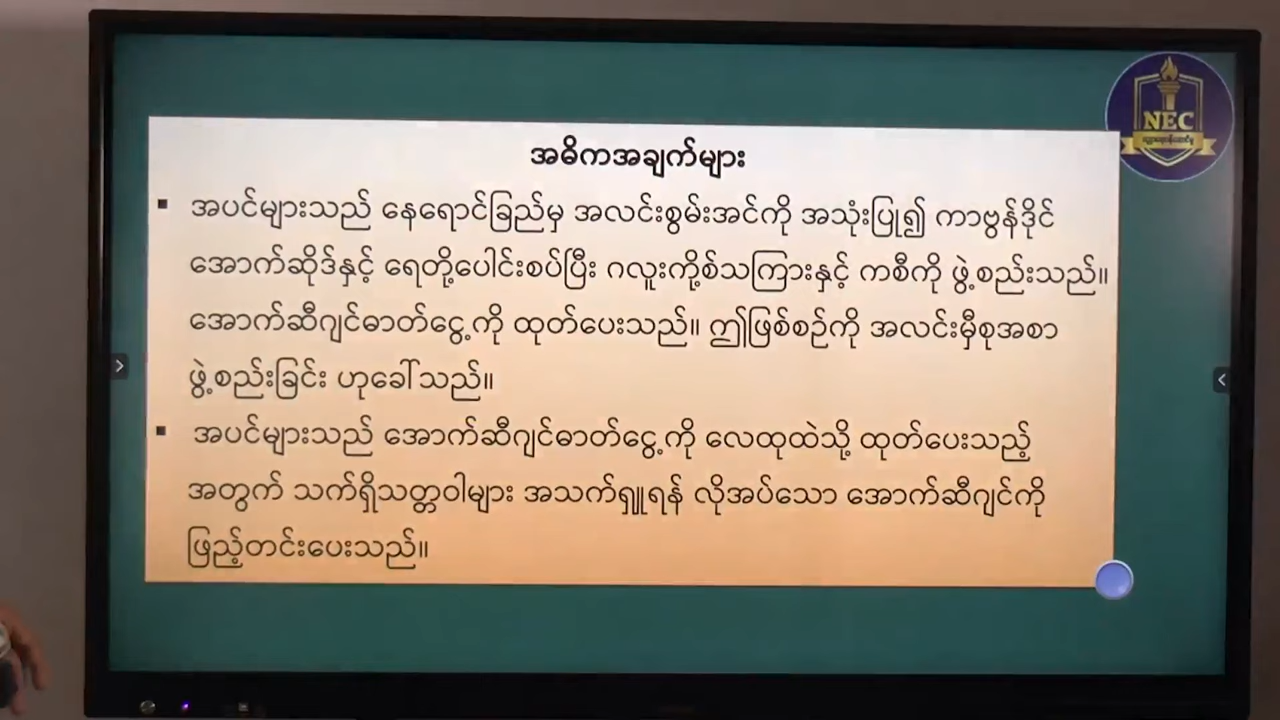 NEC
အဓိကအချက်များ
▪ အပင်များသည် နေရောင်ခြည်မှ အလင်းစွမ်းအင်ကို အသုံးပြု၍ ကာဗွန်ဒိုင်
အောက်ဆိုဒ်နှင့် ရေတို့ပေါင်းစပ်ပြီး ဂလူးကို့စ်သကြားနှင့် ကစီကို ဖွဲ့စည်းသည်။
အောက်ဆီဂျင်ဓာတ်ငွေ့ကို ထုတ်ပေးသည်။ ဤဖြစ်စဉ်ကို အလင်းမှီစုအစာ
ဖွဲ့စည်းခြင်း ဟုခေါ်သည်။
▪ အပင်များသည် အောက်ဆီဂျင်ဓာတ်ငွေ့ကို လေထုထဲသို့ ထုတ်ပေးသည့်
အတွက် သက်ရှိသတ္တဝါများ အသက်ရှူရန် လိုအပ်သော အောက်ဆီဂျင်ကို
ဖြည့်တင်းပေးသည်။